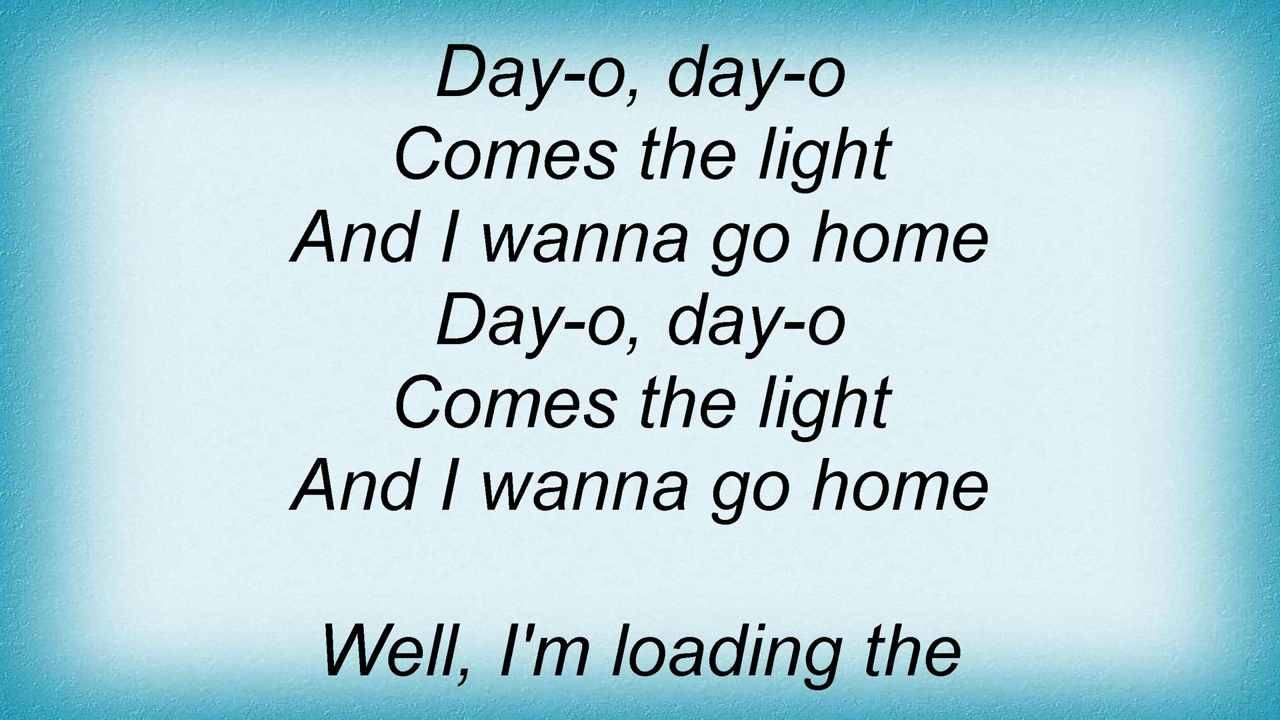 Day-o, day-o
Comes the light
And I wanna go home
Day-o, day-o
Comes the light
And I wanna go home
Well, I'm loading the